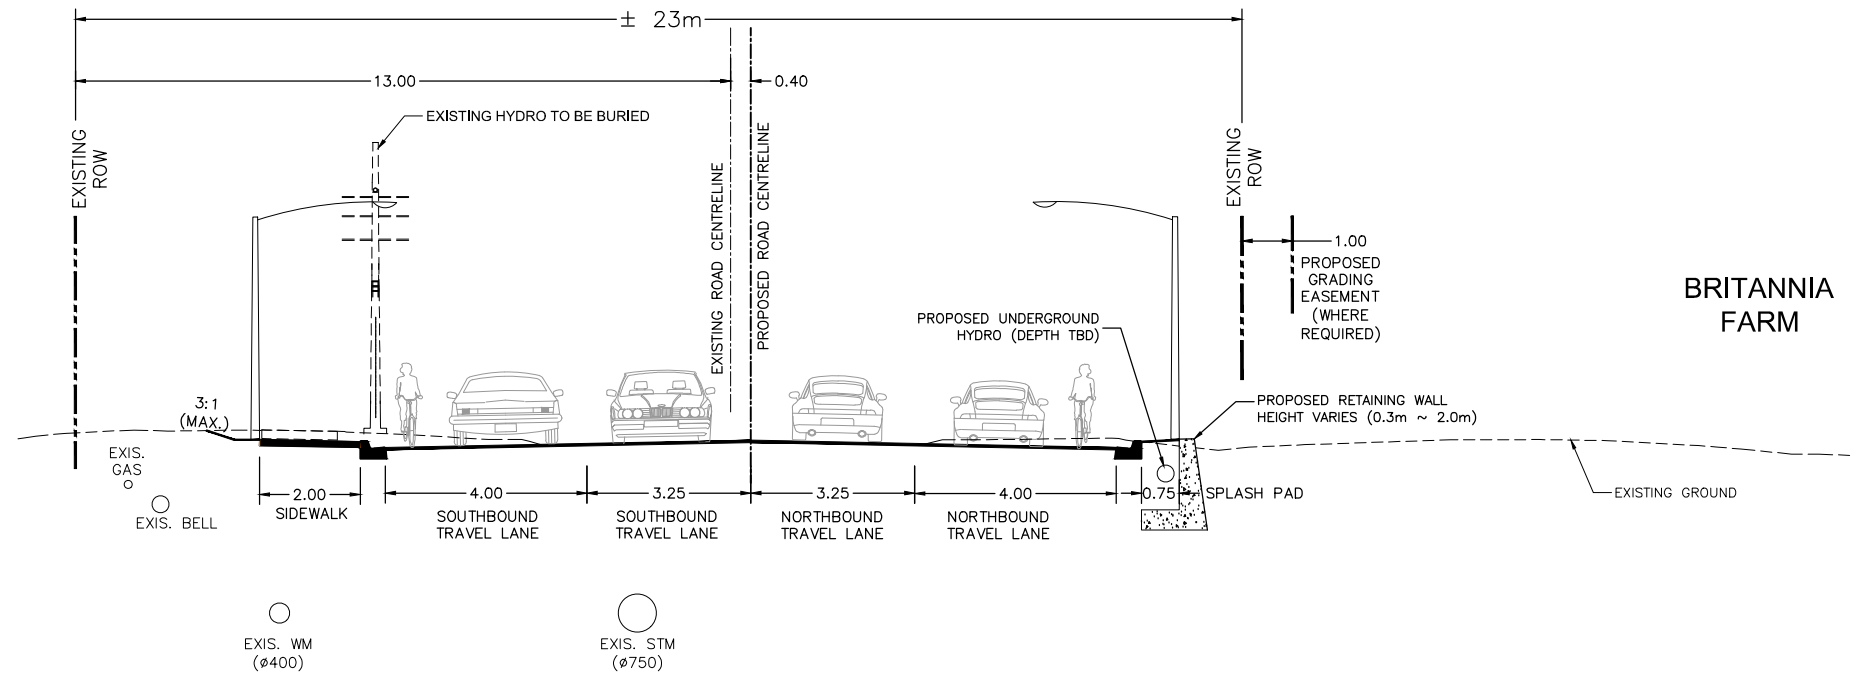 ± 23m
13.00
0.40
EXISTING HYDRO TO BE BURIED
EXISTING
ROW
EXISTING ROAD CENTRELINE
PROPOSED ROAD CENTRELINE
EXISTING
ROW
1.00
PROPOSED
GRADING
EASEMENT
(WHERE
REQUIRED)
BRITANNIA
FARM
PROPOSED UNDERGROUND
HYDRO (DEPTH TBD)
3:1
(MAX.)
PROPOSED RETAINING WALL
HEIGHT VARIES (0.3m ~ 2.0m)
EXIS.
GAS
EXIS. BELL
2.00
SIDEWALK
4.00
SOUTHBOUND
TRAVEL LANE
3.25
SOUTHBOUND
TRAVEL LANE
3.25
NORTHBOUND
TRAVEL LANE
4.00
NORTHBOUND
TRAVEL LANE
0.75
SPLASH PAD
EXISTING GROUND
EXIS. WM
(ø400)
EXIS. STM
(ø750)